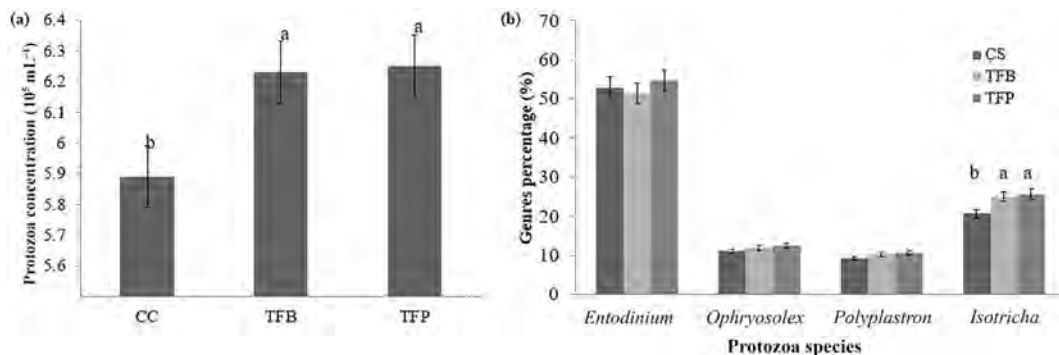 (a)
Protozoa concentration (10⁵ mL⁻¹)
6.4
6.3
6.2
6.1
6
5.9
5.8
5.7
5.6
b
a
a
CC
TFB
TFP
(b)
Genres percentage (%)
70
60
50
40
30
20
10
0
CS
TFB
TFP
b
a
a
Entodinium
Ophryosolex
Polyplastron
Isotricha
Protozoa species